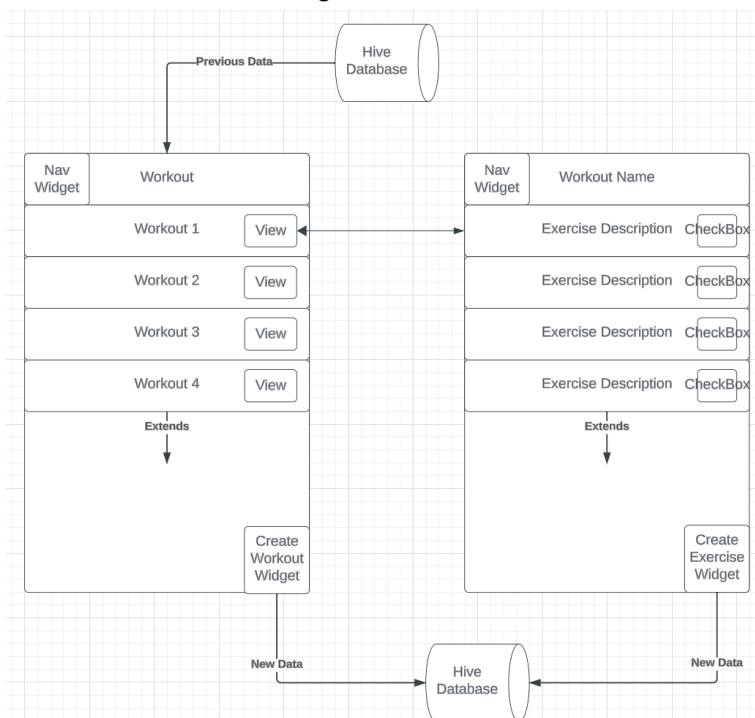 Previous Data
Hive
Database
Nav
Widget
Workout
Workout 1
View
Workout 2
View
Workout 3
View
Workout 4
View
Extends
Create
Workout
Widget
Nav
Widget
Workout Name
Exercise Description
CheckBox
Exercise Description
CheckBox
Exercise Description
CheckBox
Exercise Description
CheckBox
Extends
Create
Exercise
Widget
New Data
Hive
Database
New Data